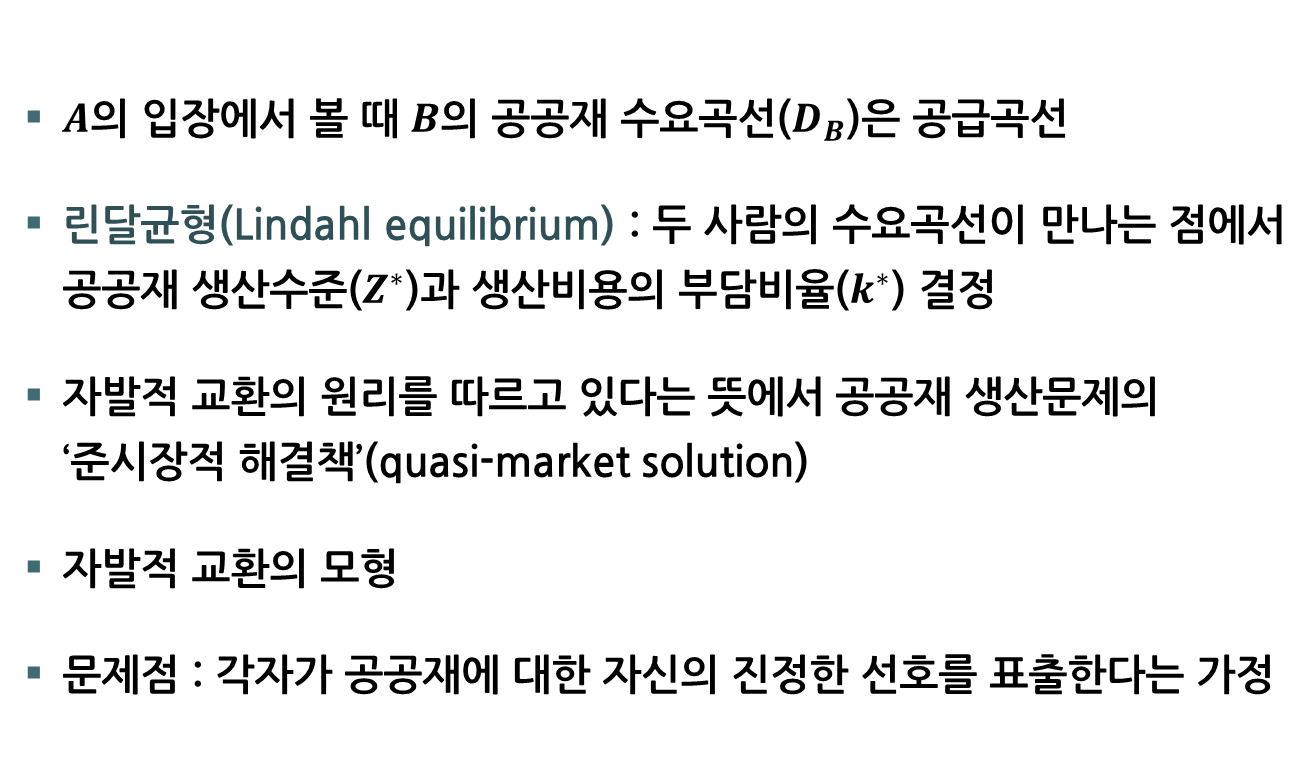 ▪ A의 입장에서 볼 때 B의 공공재 수요곡선(D_B)은 공급곡선
▪ 린달균형(Lindahl equilibrium) : 두 사람의 수요곡선이 만나는 점에서
공공재 생산수준(Z*)과 생산비용의 부담비율(k*) 결정
▪ 자발적 교환의 원리를 따르고 있다는 뜻에서 공공재 생산문제의
‘준시장적 해결책’(quasi-market solution)
▪ 자발적 교환의 모형
▪ 문제점 : 각자가 공공재에 대한 자신의 진정한 선호를 표출한다는 가정